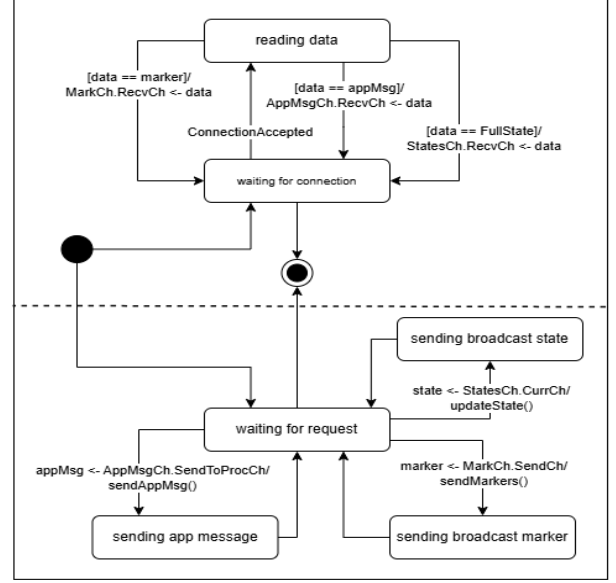 reading data
[data == marker]/
MarkCh.RecvCh <- data
[data == appMsg]/
AppMsgCh.RecvCh <- data
ConnectionAccepted
[data == FullState]/
StatesCh.RecvCh <- data
waiting for connection
sending broadcast state
state <- StatesCh.CurrCh/
updateState()
waiting for request
appMsg <- AppMsgCh.SendToProcCh/
sendAppMsg()
marker <- MarkCh.SendCh/
sendMarkers()
sending app message
sending broadcast marker